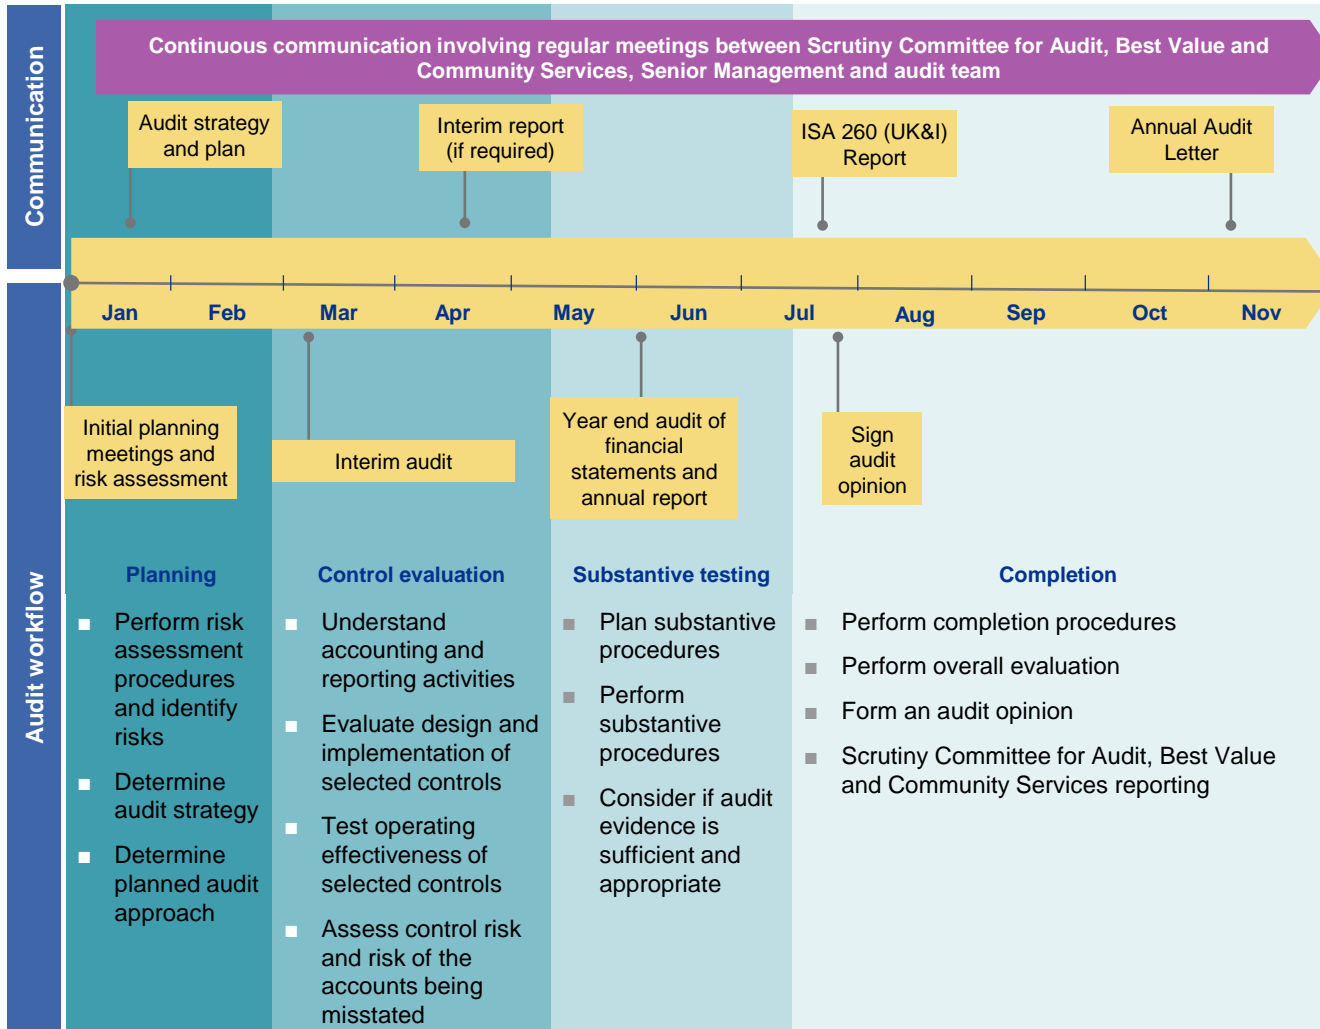 Communication
Continuous communication involving regular meetings between Scrutiny Committee for Audit, Best Value and
Community Services, Senior Management and audit team
Audit strategy
and plan
Interim report
(if required)
ISA 260 (UK&I)
Report
Annual Audit
Letter
Jan
Feb
Mar
Apr
May
Jun
Jul
Aug
Sep
Oct
Nov
Audit workflow
Initial planning
meetings and
risk assessment
Interim audit
Year end audit of
financial
statements and
annual report
Sign
audit
opinion
Planning
Perform risk
assessment
procedures
and identify
risks
Determine
audit strategy
Determine
planned audit
approach
Control evaluation
Understand
accounting and
reporting activities
Evaluate design and
implementation of
selected controls
Test operating
effectiveness of
selected controls
Assess control risk
and risk of the
accounts being
misstated
Substantive testing
Plan substantive
procedures
Perform
substantive
procedures
Consider if audit
evidence is
sufficient and
appropriate
Completion
Perform completion procedures
Perform overall evaluation
Form an audit opinion
Scrutiny Committee for Audit, Best Value
and Community Services reporting